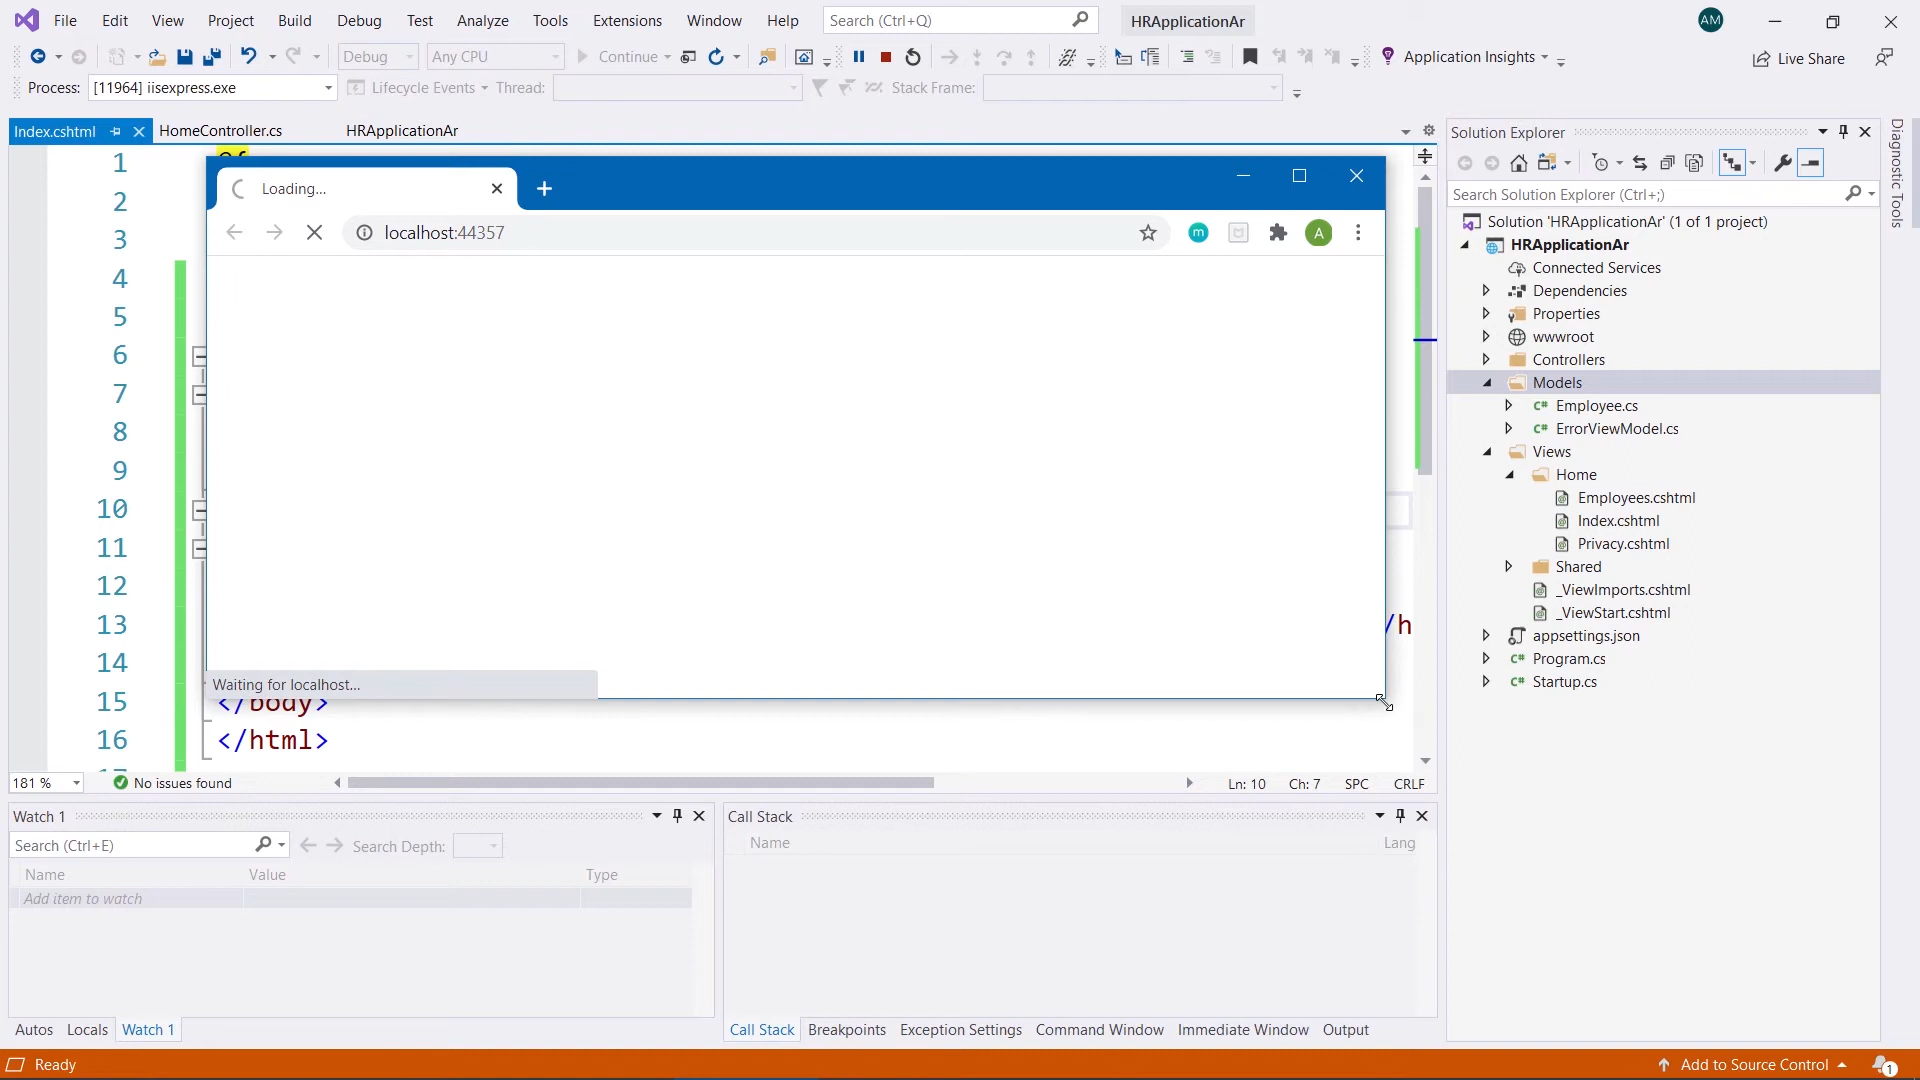 File Edit View Project Build Debug Test Analyze Tools Extensions Window Help Search (Ctrl+Q) HRApplicationAr AM
Debug Any CPU Continue Application Insights Live Share
Process: [11964] iisexpress.exe Lifecycle Events Thread: Stack Frame:
Index.cshtml HomeController.cs HRApplicationAr
Loading...
localhost:44357 m A
1
2
3
4
5
6
7
8
9
10
11
12
13 /h
14
Waiting for localhost...
15 </body>
16 </html>
181 % No issues found Ln: 10 Ch: 7 SPC CRLF
Solution Explorer
Search Solution Explorer (Ctrl+;)
Solution 'HRApplicationAr' (1 of 1 project)
HRApplicationAr
Connected Services
Dependencies
Properties
wwwroot
Controllers
Models
C# Employee.cs
C# ErrorViewModel.cs
Views
Home
Employees.cshtml
Index.cshtml
Privacy.cshtml
Shared
_ViewImports.cshtml
_ViewStart.cshtml
appsettings.json
C# Program.cs
C# Startup.cs
Diagnostic Tools
Watch 1
Search (Ctrl+E) Search Depth:
Name Value Type
Add item to watch
Autos Locals Watch 1
Call Stack
Name Lang
Call Stack Breakpoints Exception Settings Command Window Immediate Window Output
Ready Add to Source Control 1